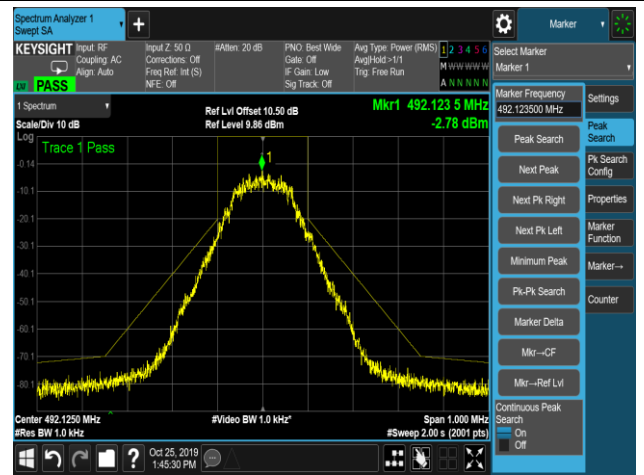 Spectrum Analyzer 1
Swept SA
+
Marker
KEYSIGHT
Input: RF
Coupling: AC
Align: Auto
Input Z: 50 Ω
Corrections: Off
Freq Ref: Int (S)
NFE: Off
#Atten: 20 dB
PNO: Best Wide
Gate: Off
IF Gain: Low
Sig Track: Off
Avg Type: Power (RMS)
Avg|Hold:>1/1
Trig: Free Run
1 2 3 4 5 6
M W W W W W
A N N N N N
LXI
PASS
Select Marker
Marker 1
1 Spectrum
Scale/Div 10 dB
Ref Lvl Offset 10.50 dB
Ref Level 9.86 dBm
Mkr1 492.123 5 MHz
-2.78 dBm
Log
Trace 1 Pass
1
-0.14
-10.1
-20.1
-30.1
-40.1
-50.1
-60.1
-70.1
-80.1
Center 492.1250 MHz
#Res BW 1.0 kHz
#Video BW 1.0 kHz*
Span 1.000 MHz
#Sweep 2.00 s (2001 pts)
Marker Frequency
492.123500 MHz
Peak Search
Next Peak
Next Pk Right
Next Pk Left
Minimum Peak
Pk-Pk Search
Marker Delta
Mkr→CF
Mkr→Ref Lvl
Continuous Peak
Search
On
Off
Settings
Peak
Search
Pk Search
Config
Properties
Marker
Function
Marker→
Counter
?
Oct 25, 2019
1:45:30 PM